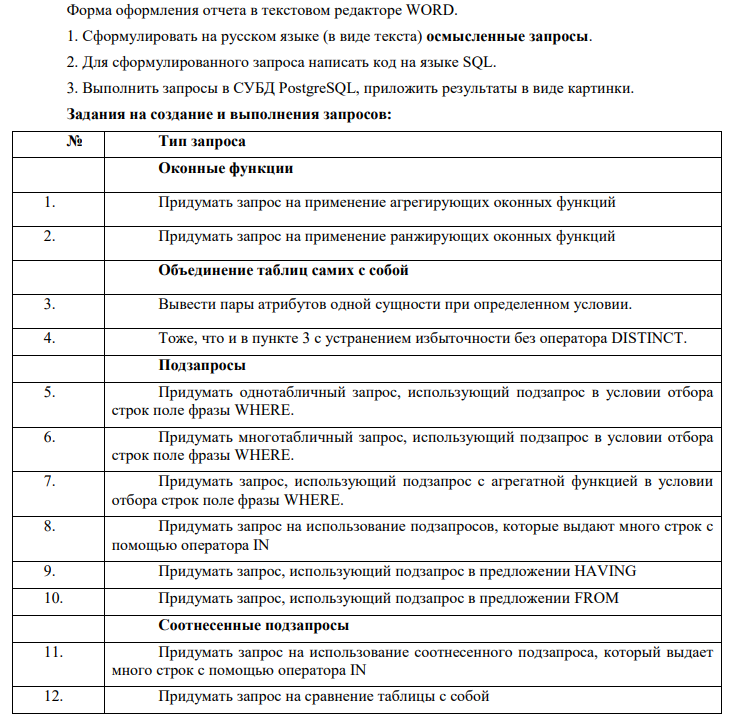 Форма оформления отчета в текстовом редакторе WORD.
1. Сформулировать на русском языке (в виде текста) осмысленные запросы.
2. Для сформулированного запроса написать код на языке SQL.
3. Выполнить запросы в СУБД PostgreSQL, приложить результаты в виде картинки.
Задания на создание и выполнения запросов:
№ Тип запроса
Оконные функции
1. Придумать запрос на применение агрегирующих оконных функций
2. Придумать запрос на применение ранжирующих оконных функций
Объединение таблиц самих с собой
3. Вывести пары атрибутов одной сущности при определенном условии.
4. Тоже, что и в пункте 3 с устранением избыточности без оператора DISTINCT.
Подзапросы
5. Придумать однотабличный запрос, использующий подзапрос в условии отбора
строк поле фразы WHERE.
6. Придумать многотабличный запрос, использующий подзапрос в условии отбора
строк поле фразы WHERE.
7. Придумать запрос, использующий подзапрос с агрегатной функцией в условии
отбора строк поле фразы WHERE.
8. Придумать запрос на использование подзапросов, которые выдают много строк с
помощью оператора IN
9. Придумать запрос, использующий подзапрос в предложении HAVING
10. Придумать запрос, использующий подзапрос в предложении FROM
Соотнесенные подзапросы
11. Придумать запрос на использование соотнесенного подзапроса, который выдает
много строк с помощью оператора IN
12. Придумать запрос на сравнение таблицы с собой